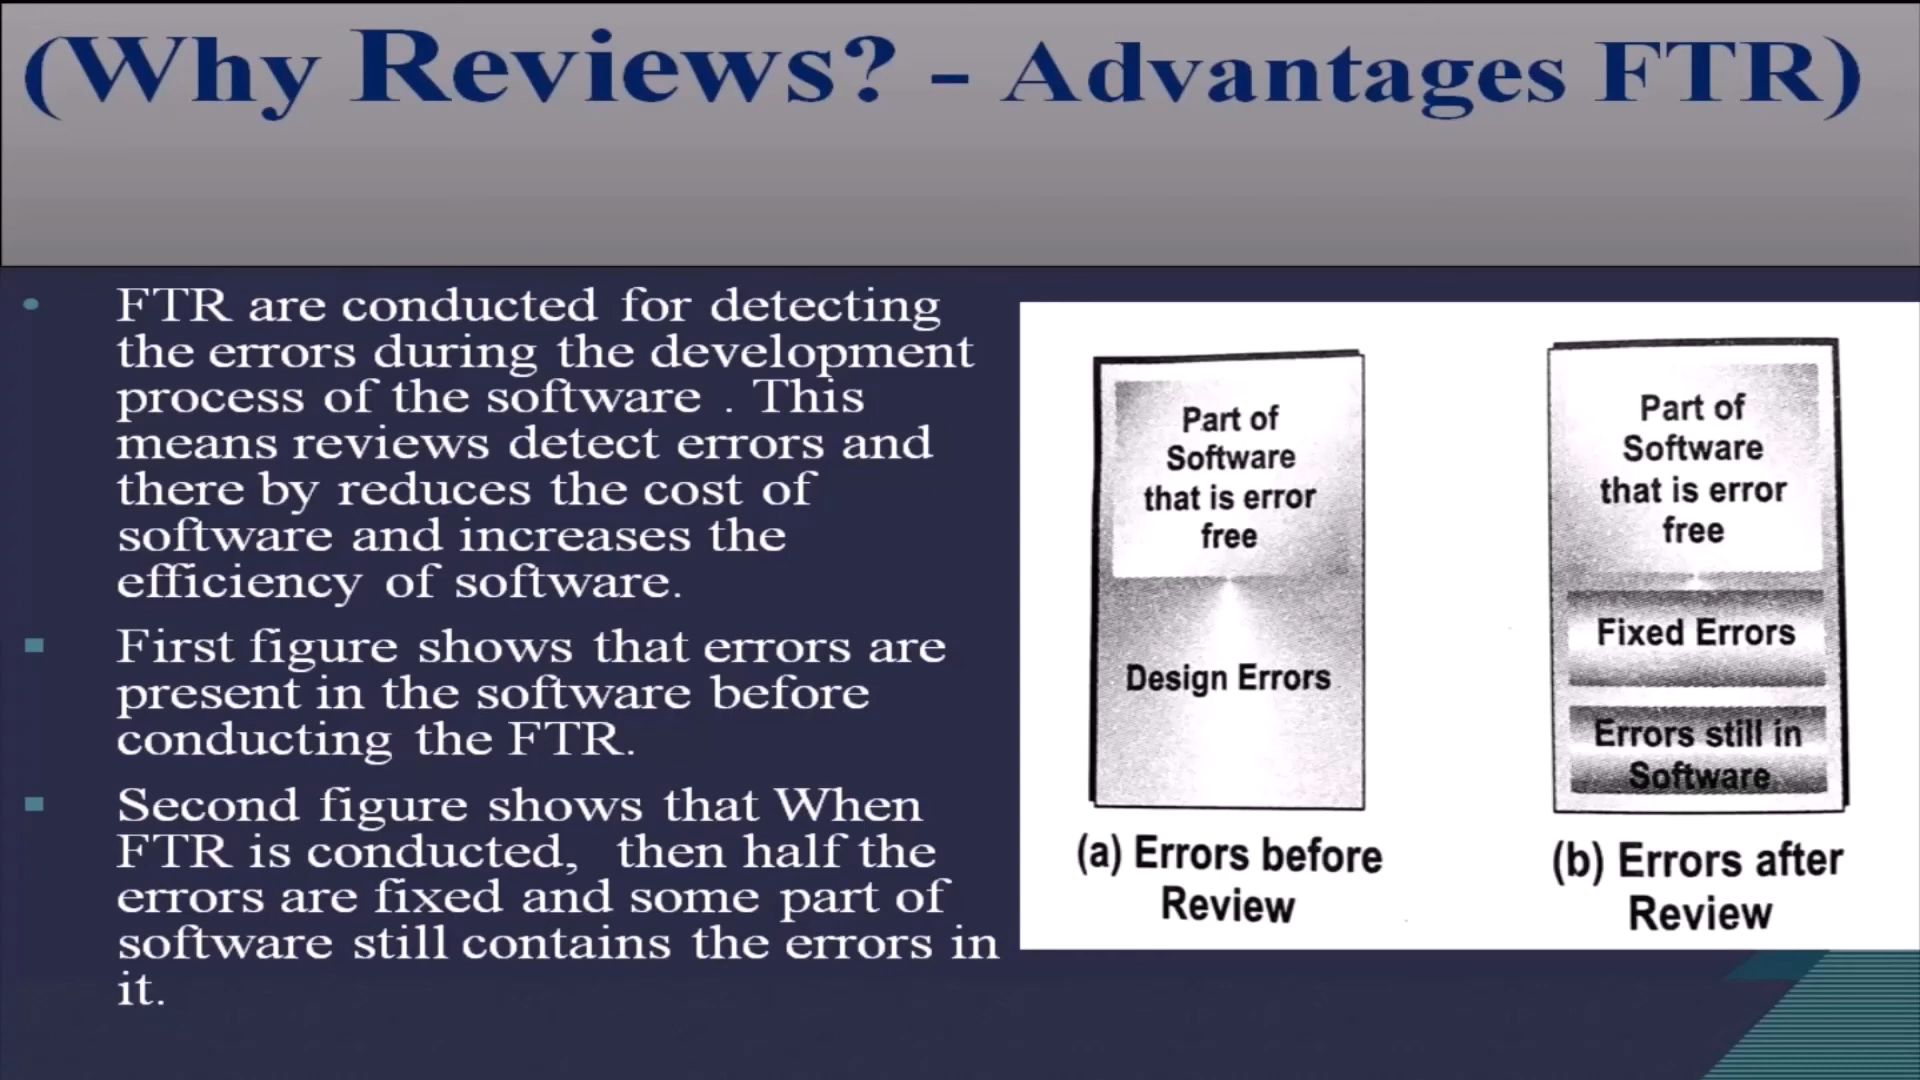 (Why Reviews? - Advantages FTR)
FTR are conducted for detecting
the errors during the development
process of the software . This
means reviews detect errors and
there by reduces the cost of
software and increases the
efficiency of software.
First figure shows that errors are
present in the software before
conducting the FTR.
Second figure shows that When
FTR is conducted, then half the
errors are fixed and some part of
software still contains the errors in
it.
Part of
Software
that is error
free
Design Errors
(a) Errors before
Review
Part of
Software
that is error
free
Fixed Errors
Errors still in
Software
(b) Errors after
Review